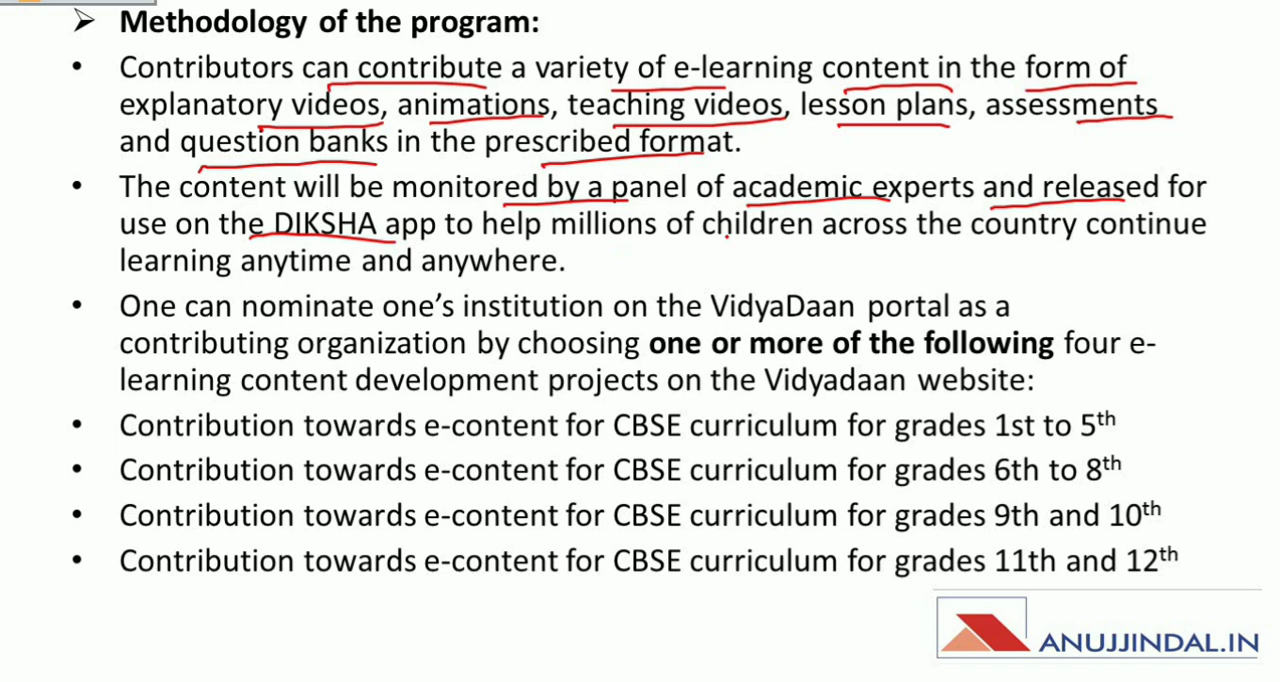 ➢ Methodology of the program:
• Contributors can contribute a variety of e-learning content in the form of
explanatory videos, animations, teaching videos, lesson plans, assessments
and question banks in the prescribed format.
• The content will be monitored by a panel of academic experts and released for
use on the DIKSHA app to help millions of children across the country continue
learning anytime and anywhere.
• One can nominate one’s institution on the VidyaDaan portal as a
contributing organization by choosing one or more of the following four e-
learning content development projects on the Vidyadaan website:
• Contribution towards e-content for CBSE curriculum for grades 1st to 5th
• Contribution towards e-content for CBSE curriculum for grades 6th to 8th
• Contribution towards e-content for CBSE curriculum for grades 9th and 10th
• Contribution towards e-content for CBSE curriculum for grades 11th and 12th
ANUJJINDAL.IN